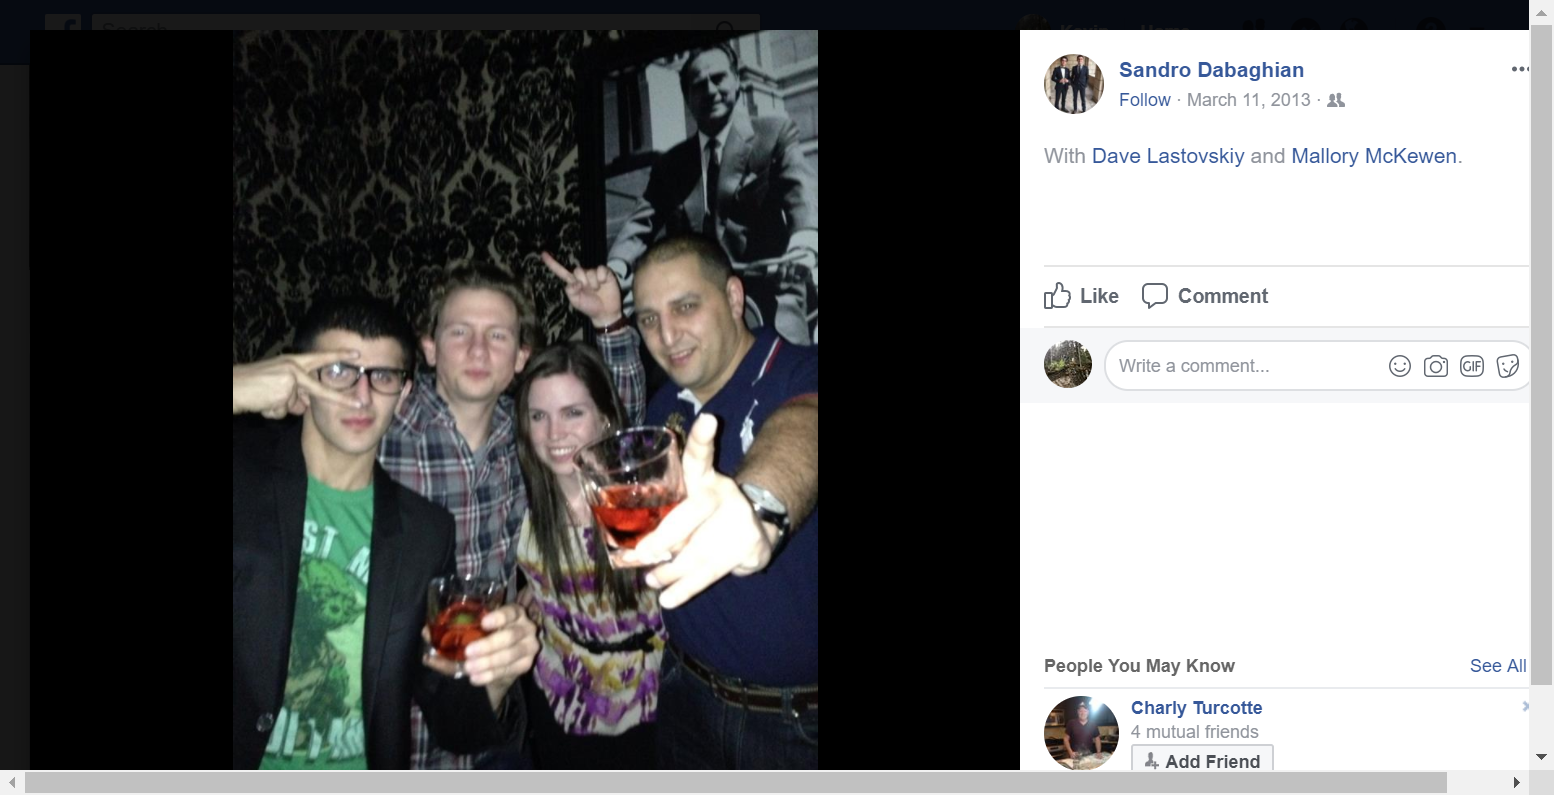 f
Search
Sandro Dabaghian
Follow · March 11, 2013 ·
With Dave Lastovskiy and Mallory McKewen.
Like Comment
Write a comment...
GIF
ST M
People You May Know
See All
Charly Turcotte
4 mutual friends
Add Friend